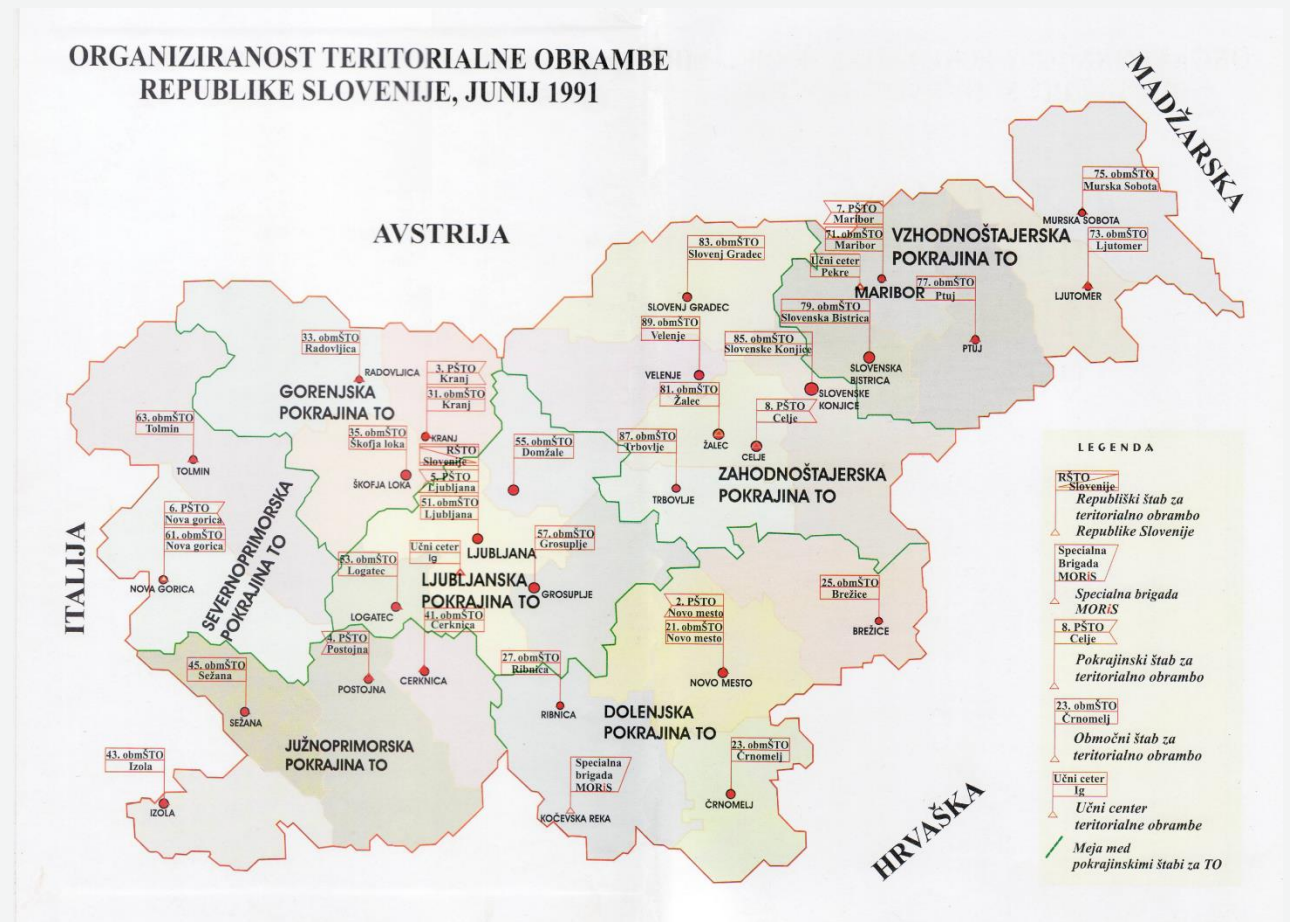 ORGANIZIRANOST TERITORIALNE OBRAMBE
REPUBLIKE SLOVENIJE, JUNIJ 1991
MADŽARSKA
AVSTRIJA
ITALIJA
HRVAŠKA
75. obmŠTO
Murska Sobota
MURSKA SOBOTA
73. obmŠTO
Ljutomer
LJUTOMER
7. PŠTO
Maribor
71. obmŠTO
Maribor
Učni ceter
Pekre
MARIBOR
VZHODNOŠTAJERSKA
POKRAJINA TO
77. obmŠTO
Ptuj
PTUJ
83. obmŠTO
Slovenj Gradec
SLOVENJ GRADEC
79. obmŠTO
Slovenska Bistrica
SLOVENSKA
BISTRICA
89. obmŠTO
Velenje
VELENJE
85. obmŠTO
Slovenske Konjice
SLOVENSKE
KONJICE
81. obmŠTO
Žalec
ŽALEC
8. PŠTO
Celje
CELJE
87. obmŠTO
Trbovlje
TRBOVLJE
ZAHODNOŠTAJERSKA
POKRAJINA TO
33. obmŠTO
Radovljica
RADOVLJICA
GORENJSKA
POKRAJINA TO
3. PŠTO
Kranj
31. obmŠTO
Kranj
KRANJ
35. obmŠTO
Škofja loka
ŠKOFJA LOKA
63. obmŠTO
Tolmin
TOLMIN
6. PŠTO
Nova gorica
61. obmŠTO
Nova gorica
NOVA GORICA
SEVERNOPRIMORSKA
POKRAJINA TO
RŠTO
Slovenije
5. PŠTO
Ljubljana
51. obmŠTO
Ljubljana
LJUBLJANA
55. obmŠTO
Domžale
57. obmŠTO
Grosuplje
GROSUPLJE
Učni ceter
Ig
53. obmŠTO
Logatec
LOGATEC
LJUBLJANSKA
POKRAJINA TO
41. obmŠTO
Cerknica
CERKNICA
4. PŠTO
Postojna
POSTOJNA
45. obmŠTO
Sežana
SEŽANA
JUŽNOPRIMORSKA
POKRAJINA TO
43. obmŠTO
Izola
IZOLA
27. obmŠTO
Ribnica
RIBNICA
2. PŠTO
Novo mesto
21. obmŠTO
Novo mesto
NOVO MESTO
25. obmŠTO
Brežice
BREŽICE
DOLENJSKA
POKRAJINA TO
23. obmŠTO
Črnomelj
ČRNOMELJ
Specialna
brigada
MORiS
KOČEVSKA REKA
LEGENDA
RŠTO
Slovenije
Republiški štab za
teritorialno obrambo
Republike Slovenije
Specialna
Brigada
MORiS
Specialna brigada
MORiS
8. PŠTO
Celje
Pokrajinski štab za
teritorialno obrambo
23. obmŠTO
Črnomelj
Območni štab za
teritorialno obrambo
Učni ceter
Ig
Učni center
teritorialne obrambe
Meja med
pokrajinskimi štabi za TO